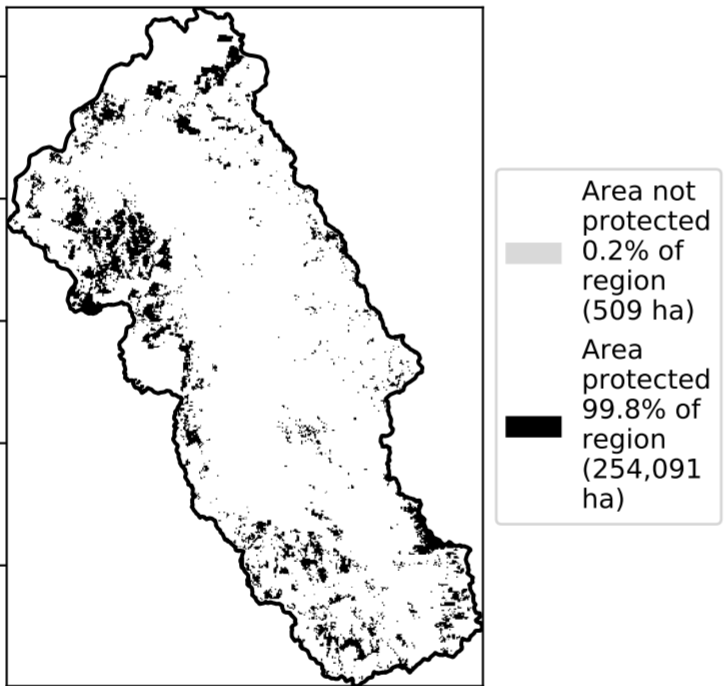 Area not
protected
0.2% of
region
(509 ha)
Area
protected
99.8% of
region
(254,091
ha)